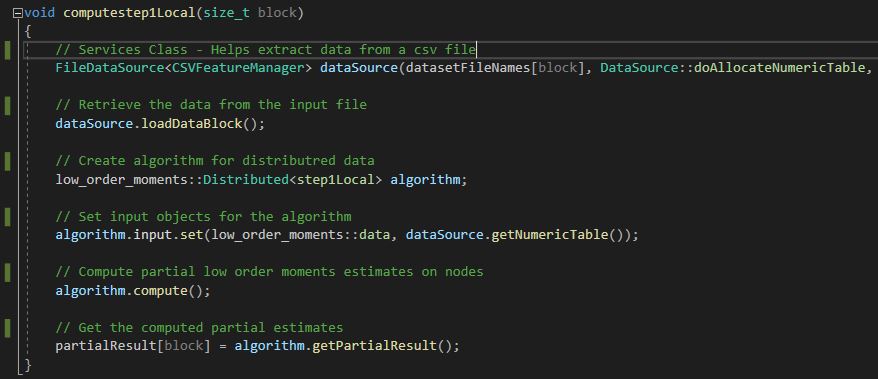 void computestep1Local(size_t block)
{
// Services Class - Helps extract data from a csv file
FileDataSource<CSVFeatureManager> dataSource(datasetFileNames[block], DataSource::doAllocateNumericTable,
// Retrieve the data from the input file
dataSource.loadDataBlock();
// Create algorithm for distributred data
low_order_moments::Distributed<step1Local> algorithm;
// Set input objects for the algorithm
algorithm.input.set(low_order_moments::data, dataSource.getNumericTable());
// Compute partial low order moments estimates on nodes
algorithm.compute();
// Get the computed partial estimates
partialResult[block] = algorithm.getPartialResult();
}